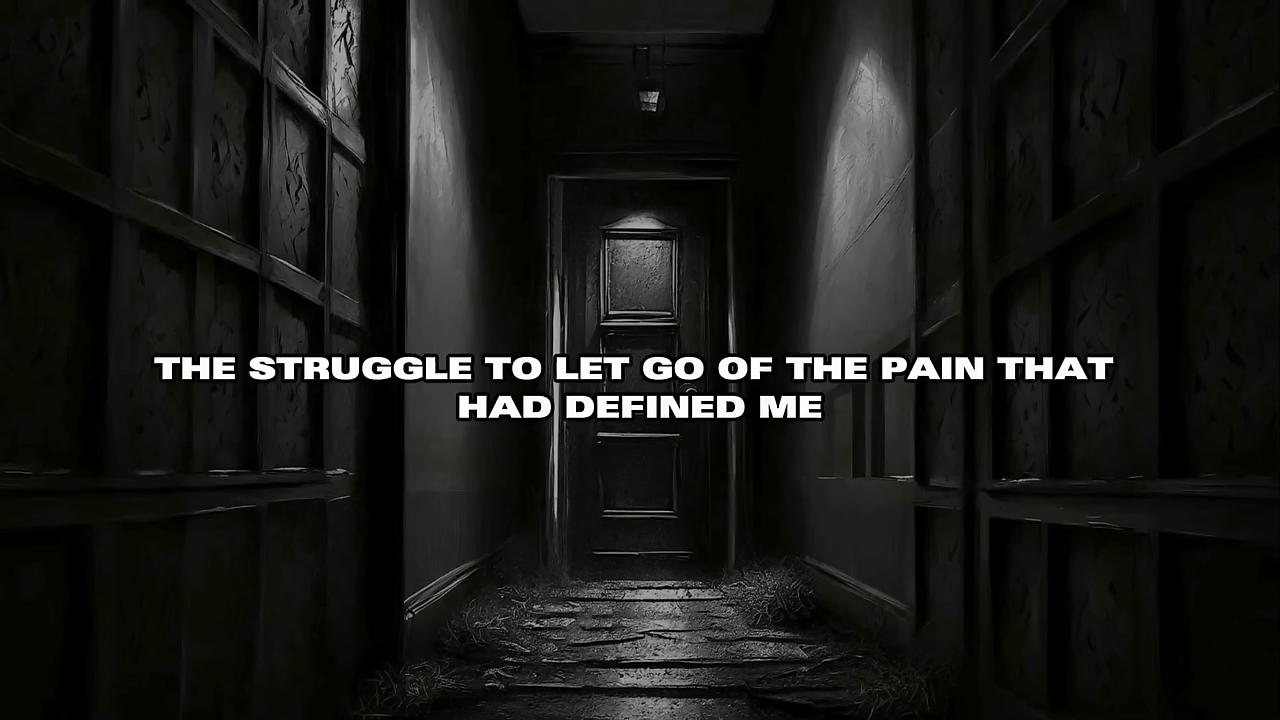 THE STRUGGLE TO LET GO OF THE PAIN THAT
HAD DEFINED ME